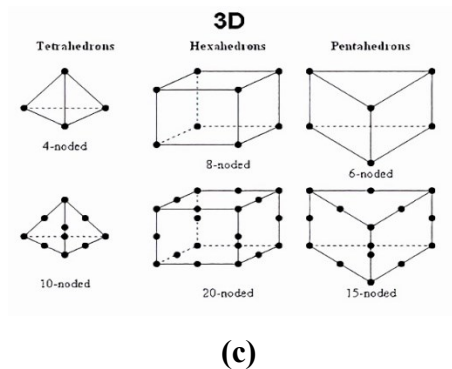 3D
Tetrahedrons Hexahedrons Pentahedrons
4-noded 8-noded 6-noded
10-noded 20-noded 15-noded
(c)